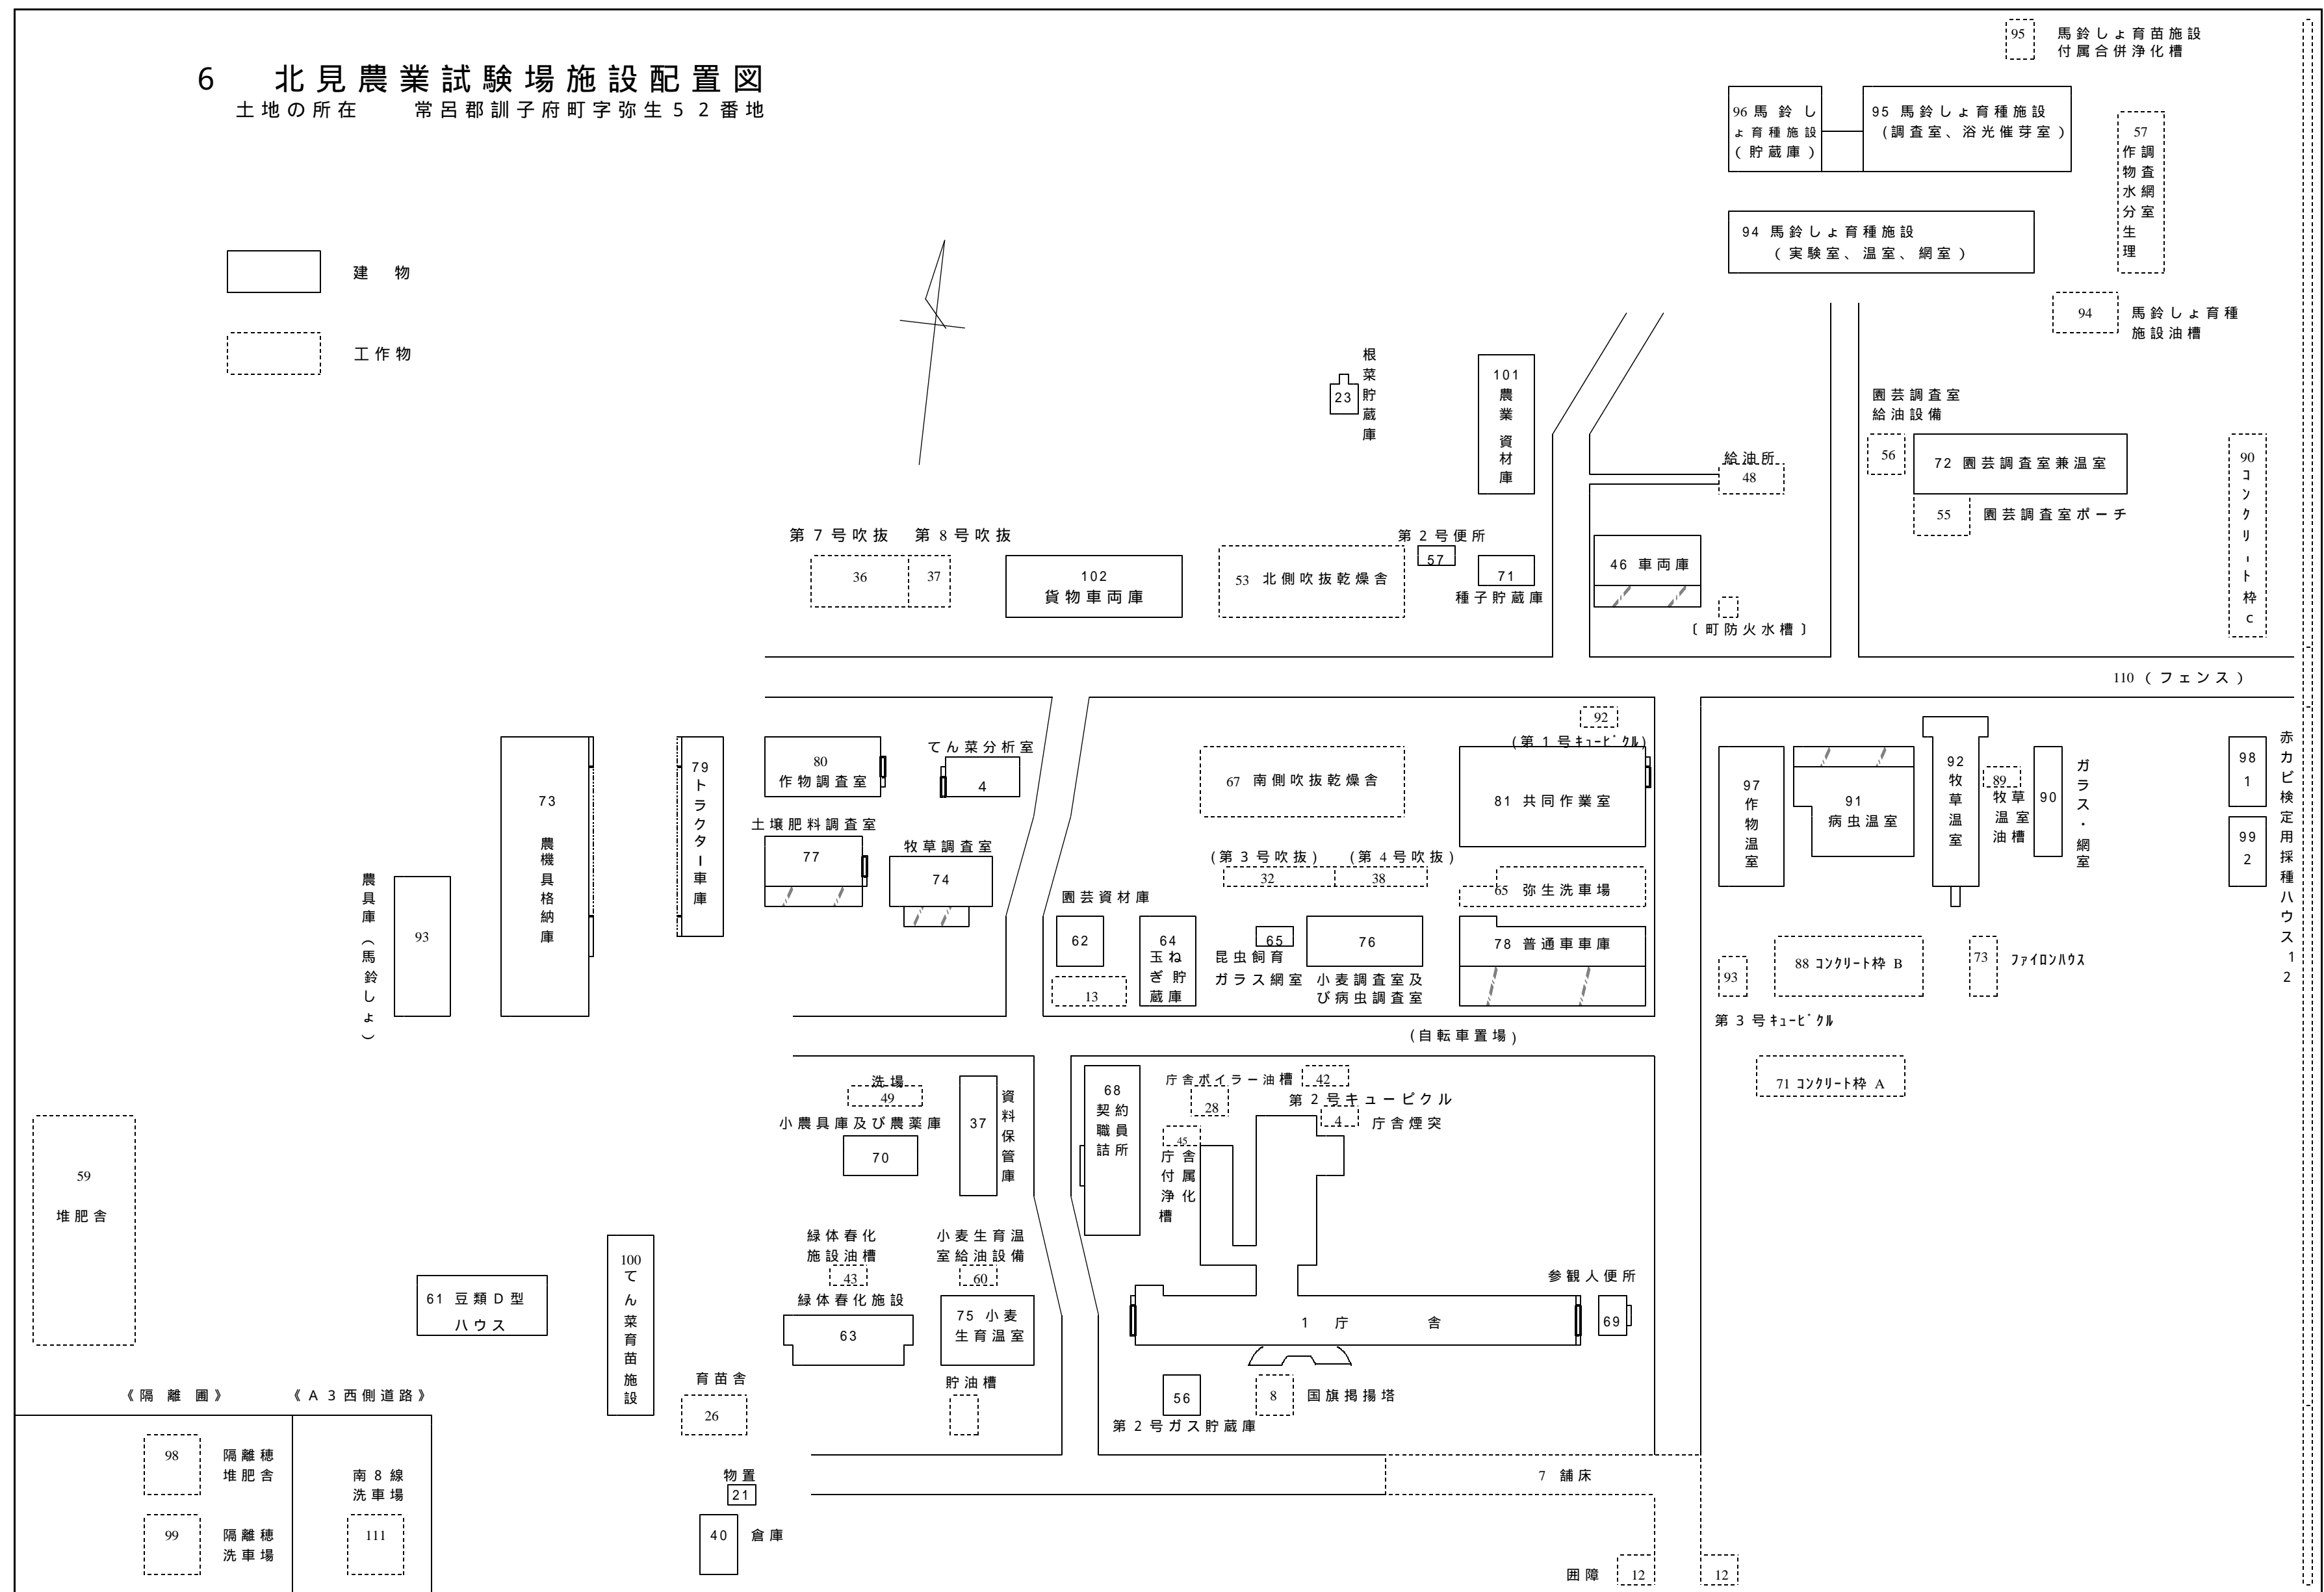 6 北見農業試験場施設配置図
土地の所在 常呂郡訓子府町字弥生５２番地
建 物
工作物
95 馬鈴しょ育苗施設
付属合併浄化槽
96 馬鈴し
ょ育種施設
(貯蔵庫)
95 馬鈴しょ育種施設
(調査室、浴光催芽室)
57
作物水分生理
調査網室
94 馬鈴しょ育種施設
(実験室、温室、網室)
94 馬鈴しょ育種
施設油槽
23
根菜貯蔵庫
101
農業資材庫
園芸調査室
給油設備
56
72 園芸調査室兼温室
55 園芸調査室ポーチ
90
コンクリート枠 c
給油所
48
第７号吹抜 第8号吹抜
36 37
102
貨物車両庫
53 北側吹抜乾燥舎
第２号便所
57
71
種子貯蔵庫
46 車両庫
〔町防火水槽〕
110 (フェンス)
92
(第１号ｷｭｰﾋﾞｸﾙ)
73
農機具格納庫
79
トラクター車庫
80
作物調査室
てん菜分析室
4
67 南側吹抜乾燥舎
81 共同作業室
97
作物温室
91
病虫温室
92
牧草温室
89
牧草
温室
油槽
90
ガラス・網室
98
1
99
2
赤カビ検定用採種ハウス12
土壌肥料調査室
77
牧草調査室
74
(第３号吹抜) (第４号吹抜)
32 38
65 弥生洗車場
農具庫(馬鈴しょ)
93
園芸資材庫
62
13
64
玉ね
ぎ貯
蔵庫
65
昆虫飼育
ガラス網室
76
小麦調査室及
び病虫調査室
78 普通車車庫
93
第３号ｷｭｰﾋﾞｸﾙ
88 ｺﾝｸﾘｰﾄ枠 B
73 ﾌｧｲﾛﾝﾊｳｽ
(自転車置場)
71 ｺﾝｸﾘｰﾄ枠 A
洗場
49
小農具庫及び農薬庫
70
37
資料保管庫
68
契約
職員
詰所
庁舎ボイラー油槽 42
28
第２号キュービクル
4 庁舎煙突
45
庁舎
付属
浄化
槽
59
堆肥舎
緑体春化
施設油槽
43
小麦生育温
室給油設備
60
緑体春化施設
63
75 小麦
生育温室
100
てん菜育苗施設
61 豆類Ｄ型
ハウス
参観人便所
69
1 庁 舎
育苗舎
26
貯油槽
56
第２号ガス貯蔵庫
8 国旗掲揚塔
《隔離圃》 《Ａ３西側道路》
98 隔離穂
堆肥舎
99 隔離穂
洗車場
南８線
洗車場
111
物置
21
40 倉庫
7 舗床
囲障 12 12